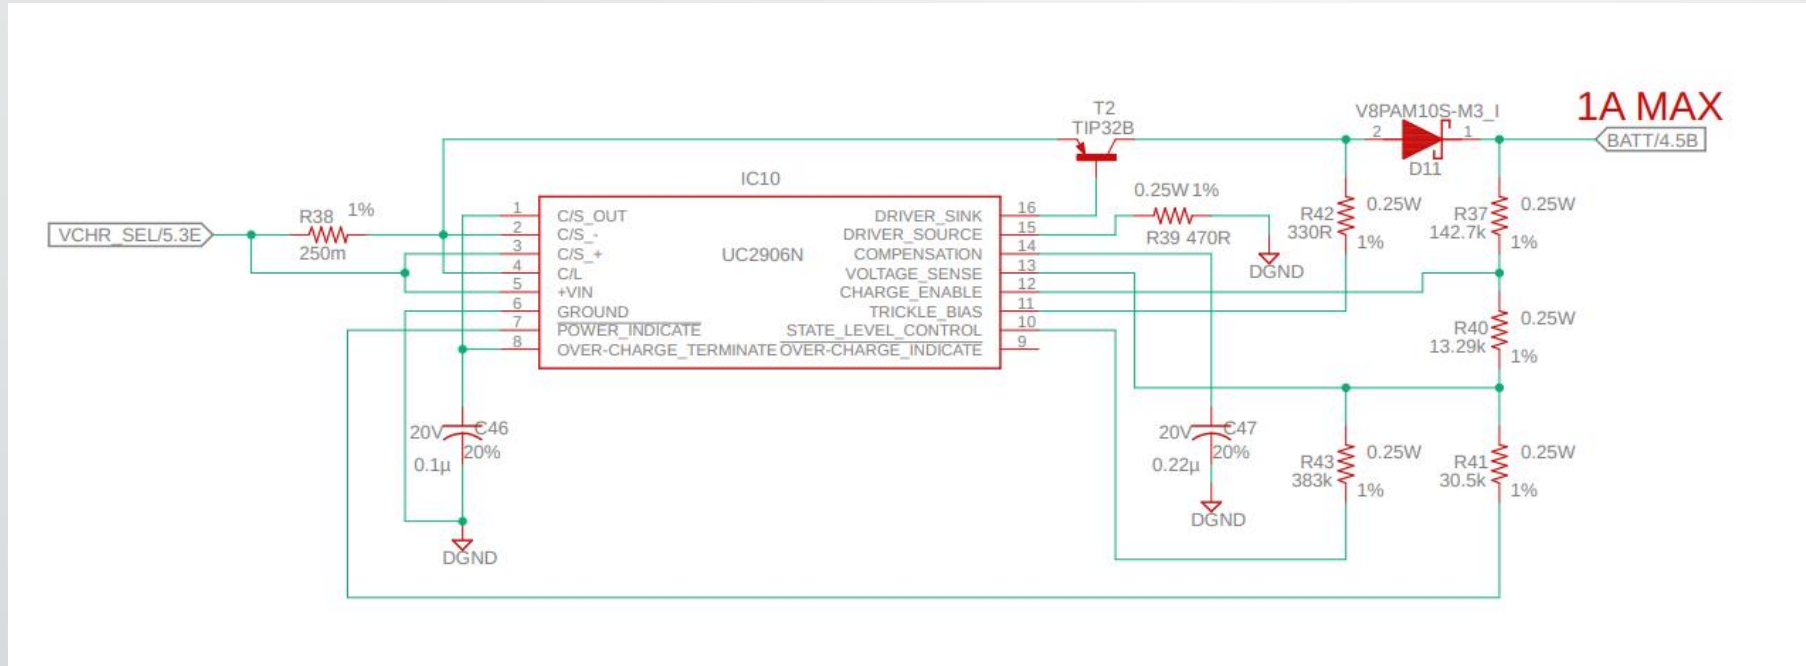 1A MAX
T2
TIP32B
V8PAM10S-M3_I
2
1
BATT/4.5B
D11
IC10
0.25W 1%
R39 470R
DGND
R42
330R
0.25W
1%
R37
142.7k
0.25W
1%
VCHR_SEL/5.3E
R38
1%
250m
UC2906N
1
C/S_OUT
2
C/S_-
3
C/S_+
4
C/L
5
+VIN
6
GROUND
7
POWER_INDICATE
8
OVER-CHARGE_TERMINATE
DRIVER_SINK
16
DRIVER_SOURCE
15
COMPENSATION
14
VOLTAGE_SENSE
13
CHARGE_ENABLE
12
TRICKLE_BIAS
11
STATE_LEVEL_CONTROL
10
OVER-CHARGE_INDICATE
9
R40
13.29k
0.25W
1%
20V
C46
20%
0.1µ
DGND
20V
C47
20%
0.22µ
DGND
R43
383k
0.25W
1%
R41
30.5k
0.25W
1%